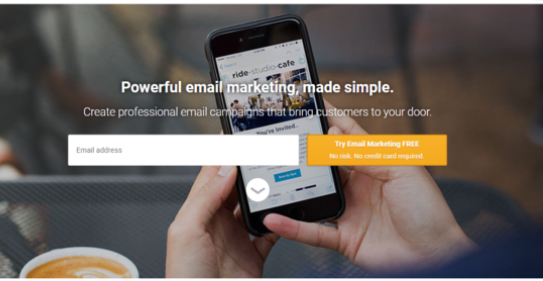 ride-studio-cafe
Powerful email marketing, made simple.
Create professional email campaigns that bring customers to your door.
You're invited.
Email address
Try Email Marketing FREE
No risk. No credit card required.